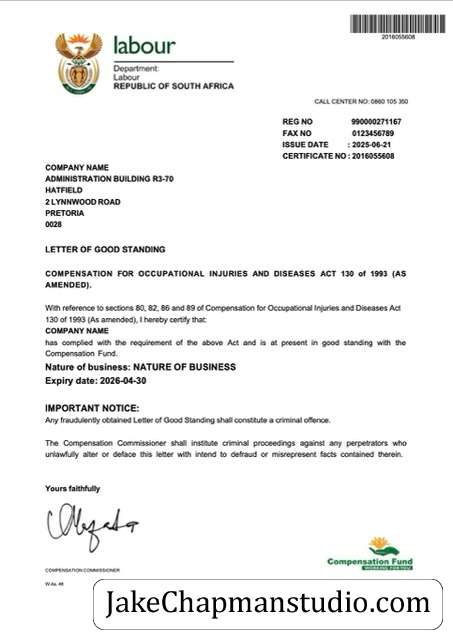 2016055608
labour
Department:
Labour
REPUBLIC OF SOUTH AFRICA
CALL CENTER NO: 0860 105 350
REG NO 990000271167
FAX NO 0123456789
ISSUE DATE : 2025-06-21
CERTIFICATE NO : 2016055608
COMPANY NAME
ADMINISTRATION BUILDING R3-70
HATFIELD
2 LYNNWOOD ROAD
PRETORIA
0028
LETTER OF GOOD STANDING
COMPENSATION FOR OCCUPATIONAL INJURIES AND DISEASES ACT 130 of 1993 (AS
AMENDED).
With reference to sections 80, 82, 86 and 89 of Compensation for Occupational Injuries and Diseases Act
130 of 1993 (As amended), I hereby certify that:
COMPANY NAME
has complied with the requirement of the above Act and is at present in good standing with the
Compensation Fund.
Nature of business: NATURE OF BUSINESS
Expiry date: 2026-04-30
IMPORTANT NOTICE:
Any fraudulently obtained Letter of Good Standing shall constitute a criminal offence.
The Compensation Commissioner shall institute criminal proceedings against any perpetrators who
unlawfully alter or deface this letter with intend to defraud or misrepresent facts contained therein.
Yours faithfully
COMPENSATION COMMISSIONER
Compensation Fund
WORKING FOR YOU
W.As. 48
JakeChapmanstudio.com